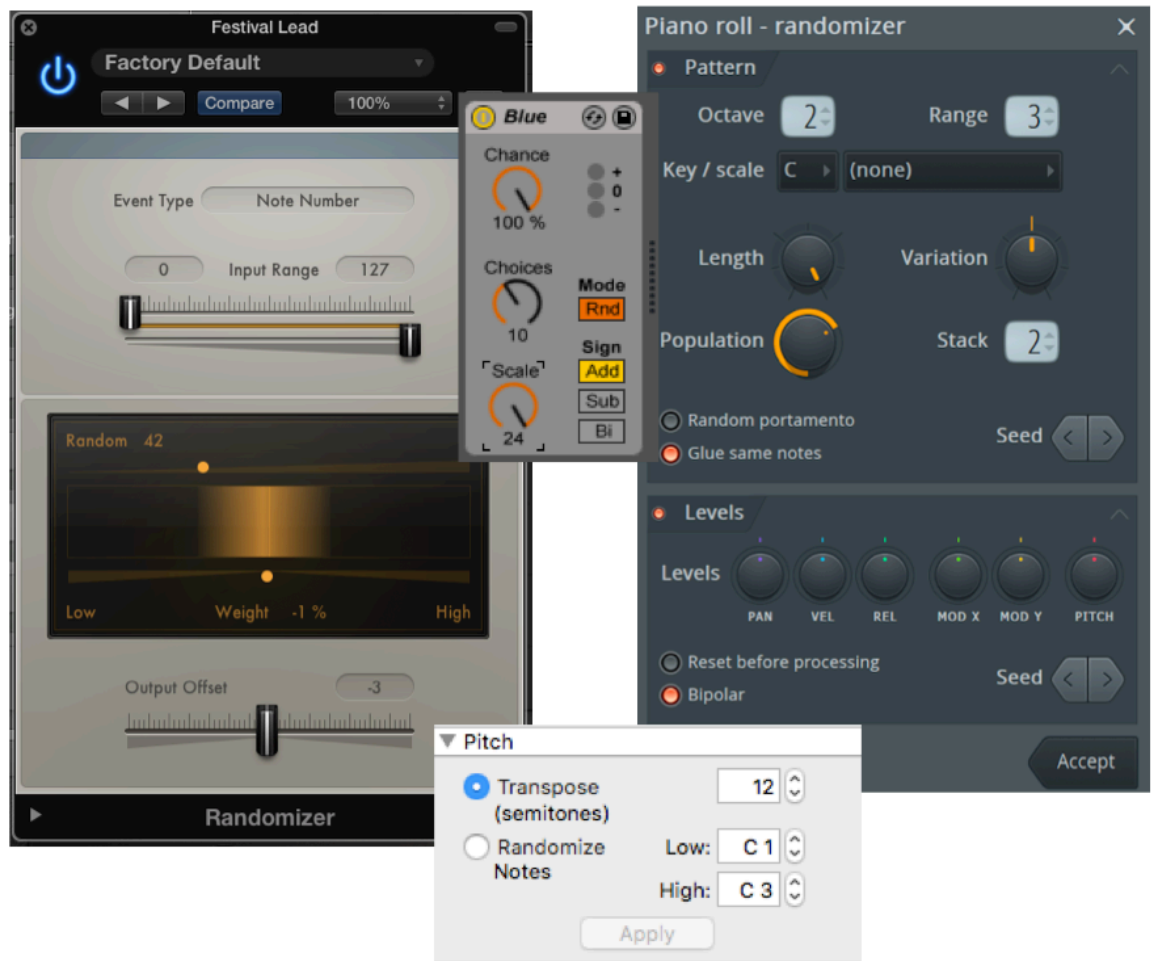 Festival Lead
Factory Default
Compare
100%
Event Type
Note Number
0
Input Range
127
Random 42
Low
Weight -1 %
High
Output Offset
-3
Randomizer
Blue
Chance
100 %
+
0
-
Choices
10
Mode
Rnd
Scale
24
Sign
Add
Sub
Bi
Piano roll - randomizer
Pattern
Octave 2
Range 3
Key / scale C (none)
Length
Variation
Population
Stack 2
Random portamento
Glue same notes
Seed < >
Levels
Levels
PAN VEL REL MOD X MOD Y PITCH
Reset before processing
Bipolar
Seed < >
Accept
Pitch
Transpose
(semitones)
12
Randomize
Notes
Low: C 1
High: C 3
Apply